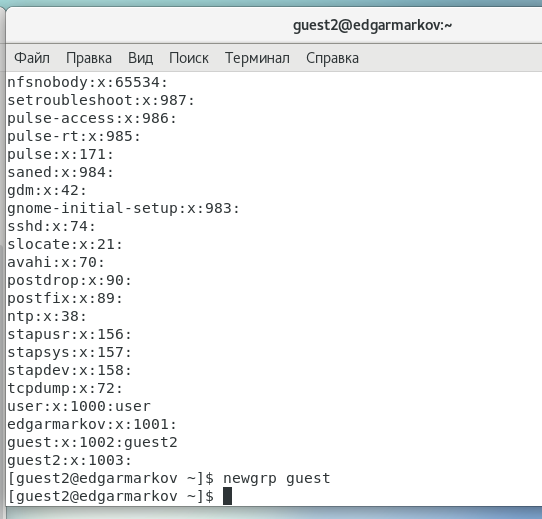 guest2@edgarmarkov:~
Файл Правка Вид Поиск Терминал Справка
nfsnobody:x:65534:
setroubleshoot:x:987:
pulse-access:x:986:
pulse-rt:x:985:
pulse:x:171:
saned:x:984:
gdm:x:42:
gnome-initial-setup:x:983:
sshd:x:74:
slocate:x:21:
avahi:x:70:
postdrop:x:90:
postfix:x:89:
ntp:x:38:
stapusr:x:156:
stapsys:x:157:
stapdev:x:158:
tcpdump:x:72:
user:x:1000:user
edgarmarkov:x:1001:
guest:x:1002:guest2
guest2:x:1003:
[guest2@edgarmarkov ~]$ newgrp guest
[guest2@edgarmarkov ~]$